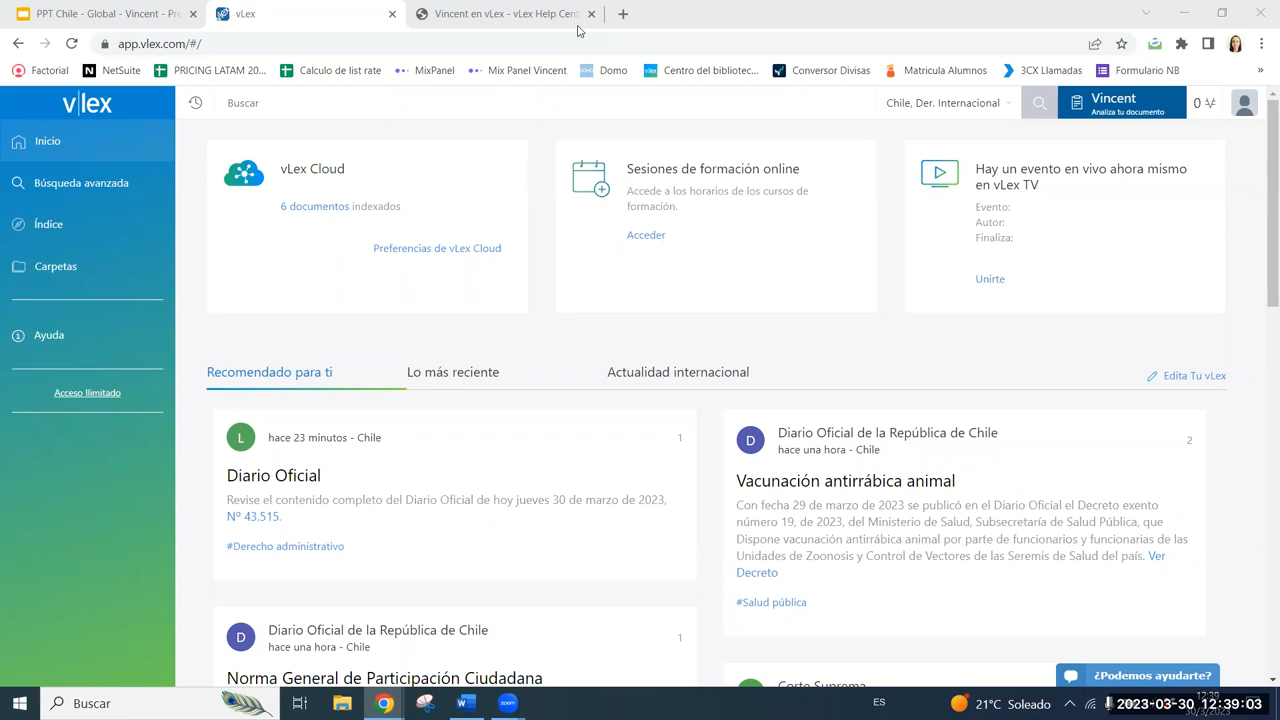 PPT Chile - Global - Vincent - Pre
vLex
Vincent en vLex - vLex Help Cent
app.vlex.com/#/
Factorial
NetSuite
PRICING LATAM 20...
Calculo de list rate
MixPanel
Mix Panel Vincent
Domo
Centro del bibliotec...
Conversor Divisas
Matricula Alumnos
3CX Llamadas
Formulario NB
»
v|lex
Buscar
Chile, Der. Internacional
Vincent
Analiza tu documento
0
Inicio
Búsqueda avanzada
Índice
Carpetas
Ayuda
Acceso Ilimitado
vLex Cloud
6 documentos indexados
Preferencias de vLex Cloud
Sesiones de formación online
Accede a los horarios de los cursos de
formación.
Acceder
Hay un evento en vivo ahora mismo
en vLex TV
Evento:
Autor:
Finaliza:
Unirte
Recomendado para ti
Lo más reciente
Actualidad internacional
Edita Tu vLex
L
hace 23 minutos - Chile
1
Diario Oficial
Revise el contenido completo del Diario Oficial de hoy jueves 30 de marzo de 2023,
Nº 43.515.
#Derecho administrativo
D
Diario Oficial de la República de Chile
hace una hora - Chile
2
Vacunación antirrábica animal
Con fecha 29 de marzo de 2023 se publicó en el Diario Oficial el Decreto exento
número 19, de 2023, del Ministerio de Salud, Subsecretaría de Salud Pública, que
Dispone vacunación antirrábica animal por parte de funcionarios y funcionarias de las
Unidades de Zoonosis y Control de Vectores de las Seremis de Salud del país. Ver
Decreto
#Salud pública
D
Diario Oficial de la República de Chile
hace una hora - Chile
1
Norma General de Participación Ciudadana
Corte Suprema
¿Podemos ayudarte?
Buscar
zoom
ES
21°C Soleado
12:39
30/3/2023
2023-03-30 12:39:03